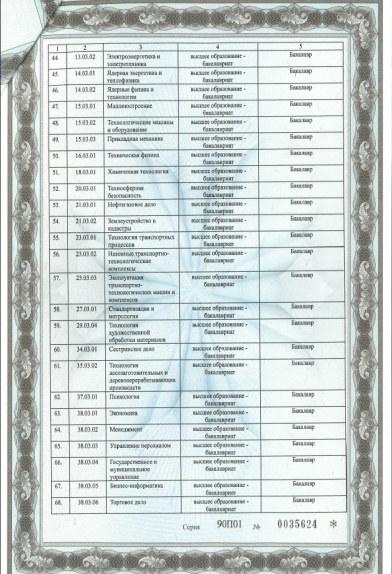 1 2 3 4 5
44. 13.03.02 Электроэнергетика и электротехника высшее образование - бакалавриат Бакалавр
45. 14.03.01 Ядерная энергетика и теплофизика высшее образование - бакалавриат Бакалавр
46. 14.03.02 Ядерные физика и технологии высшее образование - бакалавриат Бакалавр
47. 15.03.01 Машиностроение высшее образование - бакалавриат Бакалавр
48. 15.03.02 Технологические машины и оборудование высшее образование - бакалавриат Бакалавр
49. 15.03.03 Прикладная механика высшее образование - бакалавриат Бакалавр
50. 16.03.01 Техническая физика высшее образование - бакалавриат Бакалавр
51. 18.03.01 Химическая технология высшее образование - бакалавриат Бакалавр
52. 20.03.01 Техносферная безопасность высшее образование - бакалавриат Бакалавр
53. 21.03.01 Нефтегазовое дело высшее образование - бакалавриат Бакалавр
54. 21.03.02 Землеустройство и кадастры высшее образование - бакалавриат Бакалавр
55. 23.03.01 Технология транспортных процессов высшее образование - бакалавриат Бакалавр
56. 23.03.02 Наземные транспортно-технологические комплексы высшее образование - бакалавриат Бакалавр
57. 23.03.03 Эксплуатация транспортно-технологических машин и комплексов высшее образование - бакалавриат Бакалавр
58. 27.03.01 Стандартизация и метрология высшее образование - бакалавриат Бакалавр
59. 29.03.04 Технология художественной обработки материалов высшее образование - бакалавриат Бакалавр
60. 34.03.01 Сестринское дело высшее образование - бакалавриат Бакалавр
61. 35.03.02 Технология лесозаготовительных и деревоперерабатывающих производств высшее образование - бакалавриат Бакалавр
62. 37.03.01 Психология высшее образование - бакалавриат Бакалавр
63. 38.03.01 Экономика высшее образование - бакалавриат Бакалавр
64. 38.03.02 Менеджмент высшее образование - бакалавриат Бакалавр
65. 38.03.03 Управление персоналом высшее образование - бакалавриат Бакалавр
66. 38.03.04 Государственное и муниципальное управление высшее образование - бакалавриат Бакалавр
67. 38.03.05 Бизнес-информатика высшее образование - бакалавриат Бакалавр
68. 38.03.06 Торговое дело высшее образование - бакалавриат Бакалавр
Серия 90П01 № 0035624 *